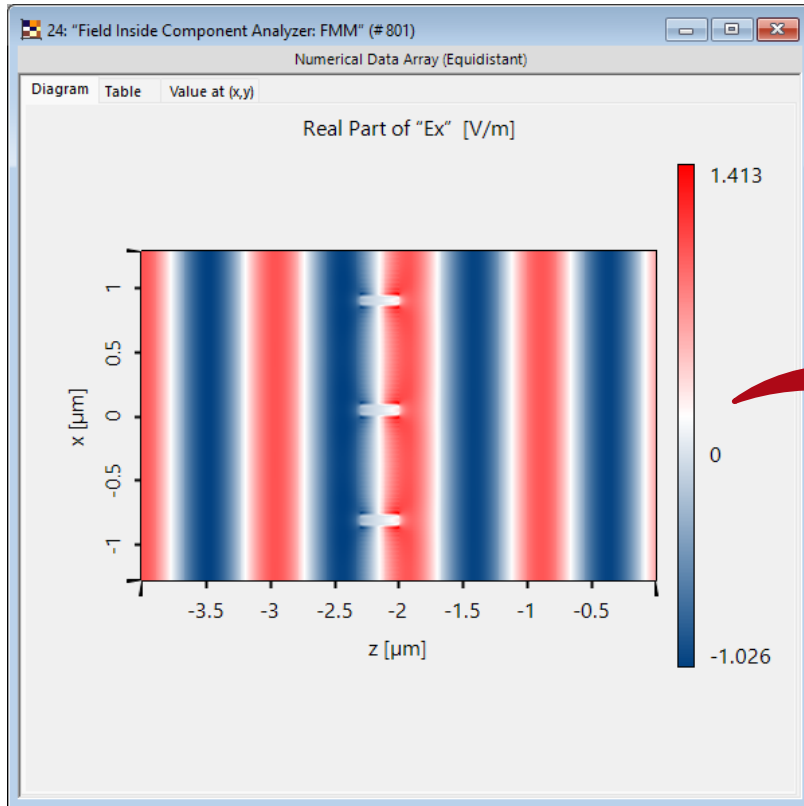 24: “Field Inside Component Analyzer: FMM” (#801)
Numerical Data Array (Equidistant)
Diagram Table Value at (x,y)
Real Part of “Ex” [V/m]
1.413
0
-1.026
1
0.5
0
-0.5
-1
x [µm]
-3.5 -3 -2.5 -2 -1.5 -1 -0.5
z [µm]